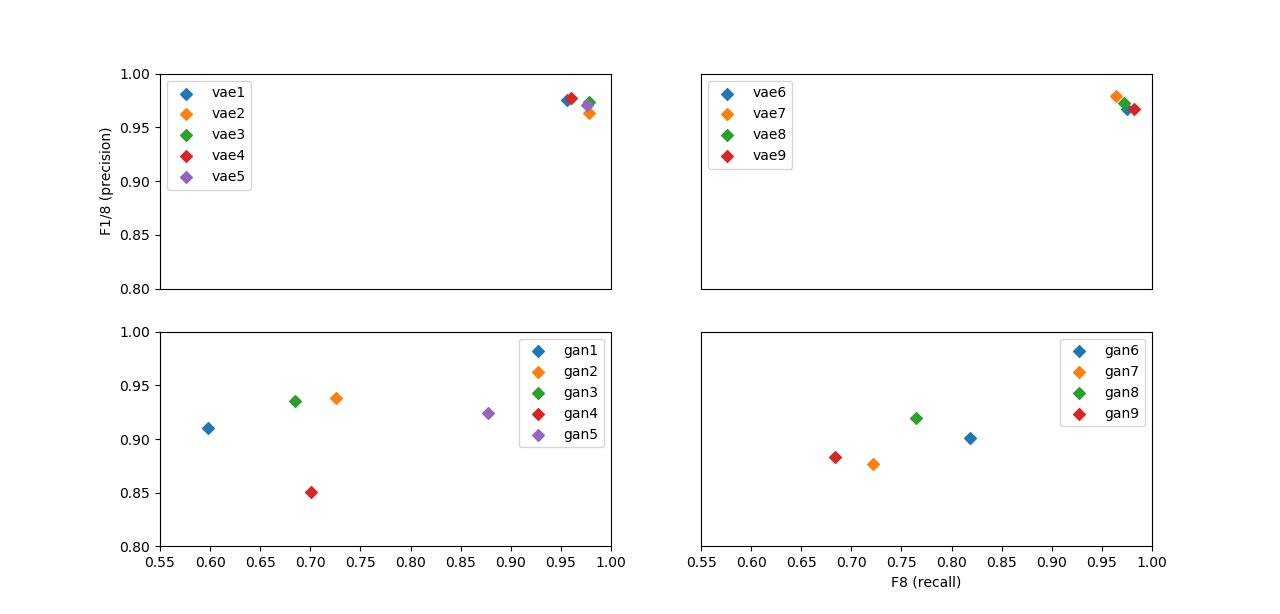 F1/8 (precision)
1.00
0.95
0.90
0.85
0.80
vae1
vae2
vae3
vae4
vae5
vae6
vae7
vae8
vae9
1.00
0.95
0.90
0.85
0.80
gan1
gan2
gan3
gan4
gan5
0.55 0.60 0.65 0.70 0.75 0.80 0.85 0.90 0.95 1.00
gan6
gan7
gan8
gan9
0.55 0.60 0.65 0.70 0.75 0.80 0.85 0.90 0.95 1.00
F8 (recall)